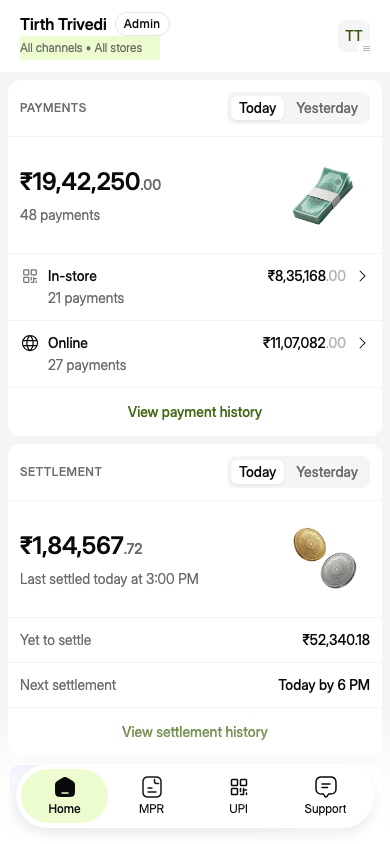 Tirth Trivedi Admin
All channels • All stores
TT
PAYMENTS Today Yesterday
₹19,42,250.00
48 payments
In-store ₹8,35,168.00
21 payments
Online ₹11,07,082.00
27 payments
View payment history
SETTLEMENT Today Yesterday
₹1,84,567.72
Last settled today at 3:00 PM
Yet to settle ₹52,340.18
Next settlement Today by 6 PM
View settlement history
Home MPR UPI Support